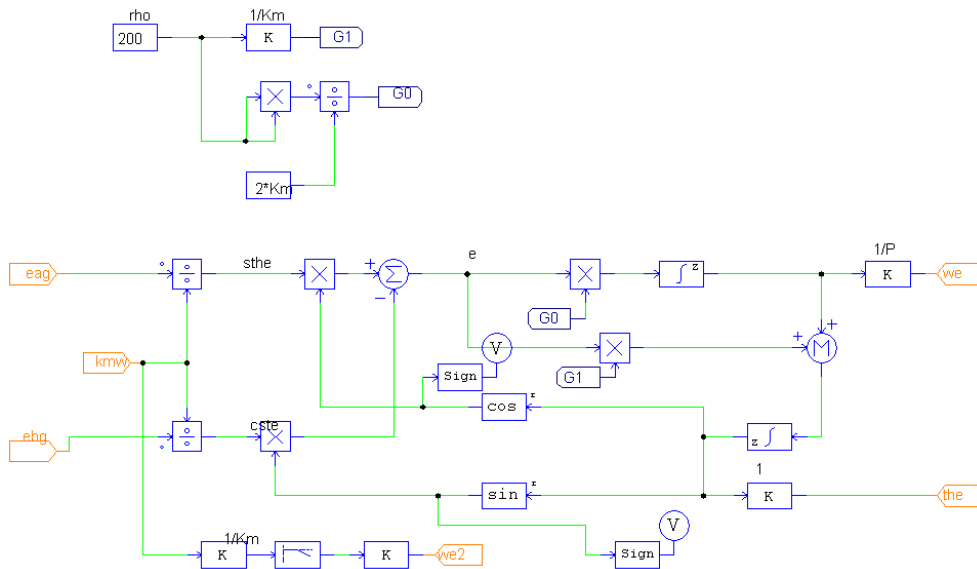 rho
1/Km
200
K
G1
G0
2*Km
e
1/P
eag
sthe
z
K
we
G0
kmw
V
M
Sign
G1
z
cos
ebg
cste
z
1
z
sin
K
the
V
1/Km
K
K
we2
Sign